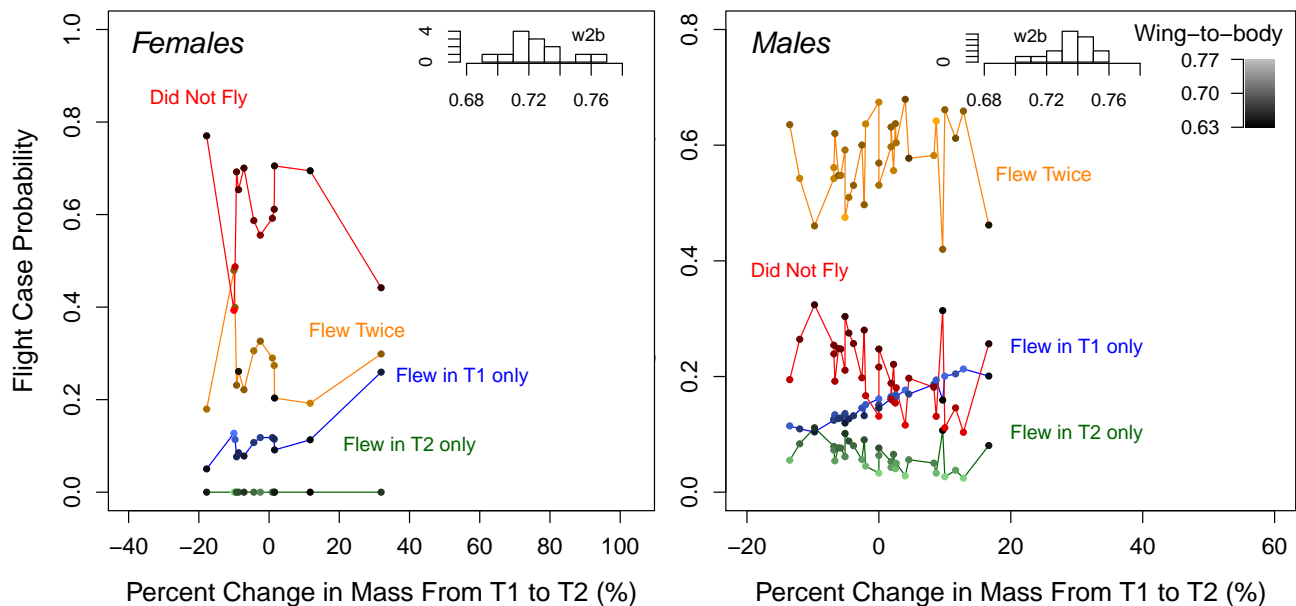 Females
Did Not Fly
Flew Twice
Flew in T1 only
Flew in T2 only
w2b
4
0
0.68 0.72 0.76
1.0
0.8
0.6
0.4
0.2
0.0
−40 −20 0 20 40 60 80 100
Flight Case Probability
Percent Change in Mass From T1 to T2 (%)
Males
w2b
0
0.68 0.72 0.76
Wing−to−body
0.77
0.70
0.63
Flew Twice
Did Not Fly
Flew in T1 only
Flew in T2 only
0.8
0.6
0.4
0.2
0.0
−20 0 20 40 60
Percent Change in Mass From T1 to T2 (%)